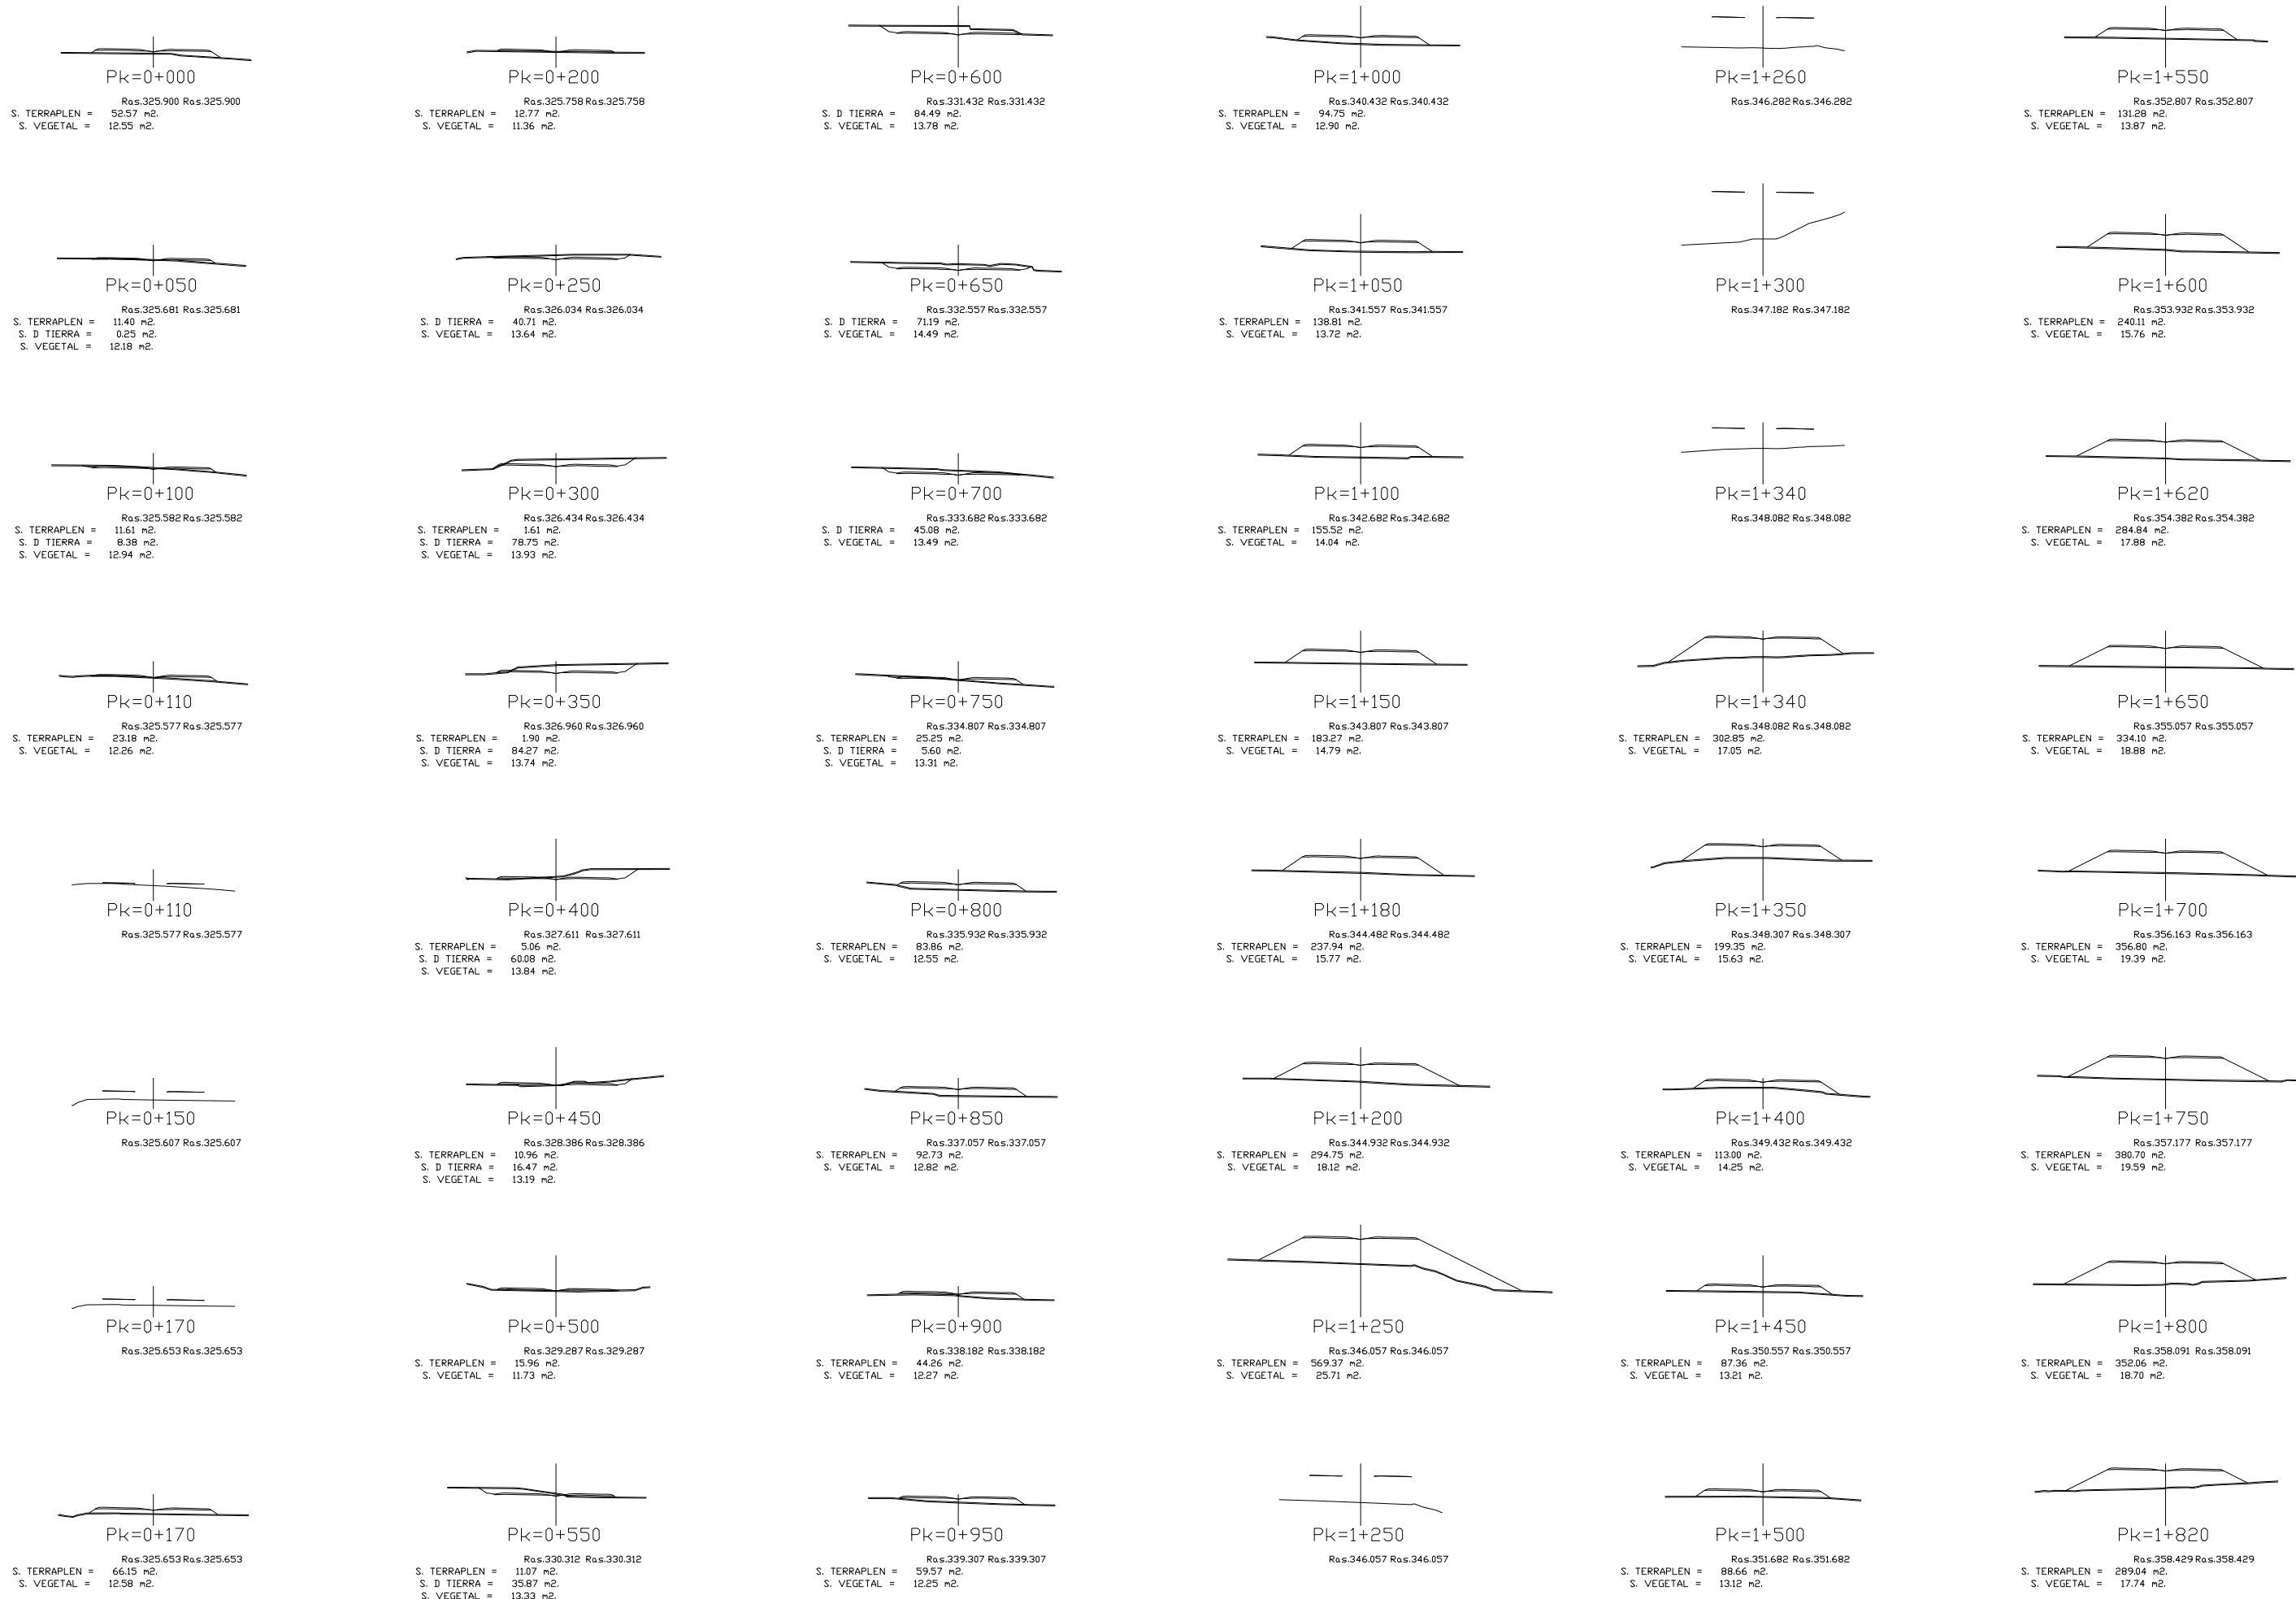 Pk=0+000
Ras.325.900 Ras.325.900
S. TERRAPLEN = 52.57 m2.
S. VEGETAL = 12.55 m2.
Pk=0+050
Ras.325.681 Ras.325.681
S. TERRAPLEN = 11.40 m2.
S. D TIERRA = 0.25 m2.
S. VEGETAL = 12.18 m2.
Pk=0+100
Ras.325.582 Ras.325.582
S. TERRAPLEN = 11.61 m2.
S. D TIERRA = 8.38 m2.
S. VEGETAL = 12.94 m2.
Pk=0+110
Ras.325.577 Ras.325.577
S. TERRAPLEN = 23.18 m2.
S. VEGETAL = 12.26 m2.
Pk=0+110
Ras.325.577 Ras.325.577
Pk=0+150
Ras.325.607 Ras.325.607
Pk=0+170
Ras.325.653 Ras.325.653
Pk=0+170
Ras.325.653 Ras.325.653
S. TERRAPLEN = 66.15 m2.
S. VEGETAL = 12.58 m2.
Pk=0+200
Ras.325.758 Ras.325.758
S. TERRAPLEN = 12.77 m2.
S. VEGETAL = 11.36 m2.
Pk=0+250
Ras.326.034 Ras.326.034
S. D TIERRA = 40.71 m2.
S. VEGETAL = 13.64 m2.
Pk=0+300
Ras.326.434 Ras.326.434
S. TERRAPLEN = 1.61 m2.
S. D TIERRA = 78.75 m2.
S. VEGETAL = 13.93 m2.
Pk=0+350
Ras.326.960 Ras.326.960
S. TERRAPLEN = 1.90 m2.
S. D TIERRA = 84.27 m2.
S. VEGETAL = 13.74 m2.
Pk=0+400
Ras.327.611 Ras.327.611
S. TERRAPLEN = 5.06 m2.
S. D TIERRA = 60.08 m2.
S. VEGETAL = 13.84 m2.
Pk=0+450
Ras.328.386 Ras.328.386
S. TERRAPLEN = 10.96 m2.
S. D TIERRA = 16.47 m2.
S. VEGETAL = 13.19 m2.
Pk=0+500
Ras.329.287 Ras.329.287
S. TERRAPLEN = 15.96 m2.
S. VEGETAL = 11.73 m2.
Pk=0+550
Ras.330.312 Ras.330.312
S. TERRAPLEN = 11.07 m2.
S. D TIERRA = 35.87 m2.
S. VEGETAL = 13.33 m2.
Pk=0+600
Ras.331.432 Ras.331.432
S. D TIERRA = 84.49 m2.
S. VEGETAL = 13.78 m2.
Pk=0+650
Ras.332.557 Ras.332.557
S. D TIERRA = 71.19 m2.
S. VEGETAL = 14.49 m2.
Pk=0+700
Ras.333.682 Ras.333.682
S. D TIERRA = 45.08 m2.
S. VEGETAL = 13.49 m2.
Pk=0+750
Ras.334.807 Ras.334.807
S. TERRAPLEN = 25.25 m2.
S. D TIERRA = 5.60 m2.
S. VEGETAL = 13.31 m2.
Pk=0+800
Ras.335.932 Ras.335.932
S. TERRAPLEN = 83.86 m2.
S. VEGETAL = 12.55 m2.
Pk=0+850
Ras.337.057 Ras.337.057
S. TERRAPLEN = 92.73 m2.
S. VEGETAL = 12.82 m2.
Pk=0+900
Ras.338.182 Ras.338.182
S. TERRAPLEN = 44.26 m2.
S. VEGETAL = 12.27 m2.
Pk=0+950
Ras.339.307 Ras.339.307
S. TERRAPLEN = 59.57 m2.
S. VEGETAL = 12.25 m2.
Pk=1+000
Ras.340.432 Ras.340.432
S. TERRAPLEN = 94.75 m2.
S. VEGETAL = 12.90 m2.
Pk=1+050
Ras.341.557 Ras.341.557
S. TERRAPLEN = 138.81 m2.
S. VEGETAL = 13.72 m2.
Pk=1+100
Ras.342.682 Ras.342.682
S. TERRAPLEN = 155.52 m2.
S. VEGETAL = 14.04 m2.
Pk=1+150
Ras.343.807 Ras.343.807
S. TERRAPLEN = 183.27 m2.
S. VEGETAL = 14.79 m2.
Pk=1+180
Ras.344.482 Ras.344.482
S. TERRAPLEN = 237.94 m2.
S. VEGETAL = 15.77 m2.
Pk=1+200
Ras.344.932 Ras.344.932
S. TERRAPLEN = 294.75 m2.
S. VEGETAL = 18.12 m2.
Pk=1+250
Ras.346.057 Ras.346.057
S. TERRAPLEN = 569.37 m2.
S. VEGETAL = 25.71 m2.
Pk=1+250
Ras.346.057 Ras.346.057
Pk=1+260
Ras.346.282 Ras.346.282
Pk=1+300
Ras.347.182 Ras.347.182
Pk=1+340
Ras.348.082 Ras.348.082
Pk=1+340
Ras.348.082 Ras.348.082
S. TERRAPLEN = 302.85 m2.
S. VEGETAL = 17.05 m2.
Pk=1+350
Ras.348.307 Ras.348.307
S. TERRAPLEN = 199.35 m2.
S. VEGETAL = 15.63 m2.
Pk=1+400
Ras.349.432 Ras.349.432
S. TERRAPLEN = 113.00 m2.
S. VEGETAL = 14.25 m2.
Pk=1+450
Ras.350.557 Ras.350.557
S. TERRAPLEN = 87.36 m2.
S. VEGETAL = 13.21 m2.
Pk=1+500
Ras.351.682 Ras.351.682
S. TERRAPLEN = 88.66 m2.
S. VEGETAL = 13.12 m2.
Pk=1+550
Ras.352.807 Ras.352.807
S. TERRAPLEN = 131.28 m2.
S. VEGETAL = 13.87 m2.
Pk=1+600
Ras.353.932 Ras.353.932
S. TERRAPLEN = 240.11 m2.
S. VEGETAL = 15.76 m2.
Pk=1+620
Ras.354.382 Ras.354.382
S. TERRAPLEN = 284.84 m2.
S. VEGETAL = 17.88 m2.
Pk=1+650
Ras.355.057 Ras.355.057
S. TERRAPLEN = 334.10 m2.
S. VEGETAL = 18.88 m2.
Pk=1+700
Ras.356.163 Ras.356.163
S. TERRAPLEN = 356.80 m2.
S. VEGETAL = 19.39 m2.
Pk=1+750
Ras.357.177 Ras.357.177
S. TERRAPLEN = 380.70 m2.
S. VEGETAL = 19.59 m2.
Pk=1+800
Ras.358.091 Ras.358.091
S. TERRAPLEN = 352.06 m2.
S. VEGETAL = 18.70 m2.
Pk=1+820
Ras.358.429 Ras.358.429
S. TERRAPLEN = 289.04 m2.
S. VEGETAL = 17.74 m2.